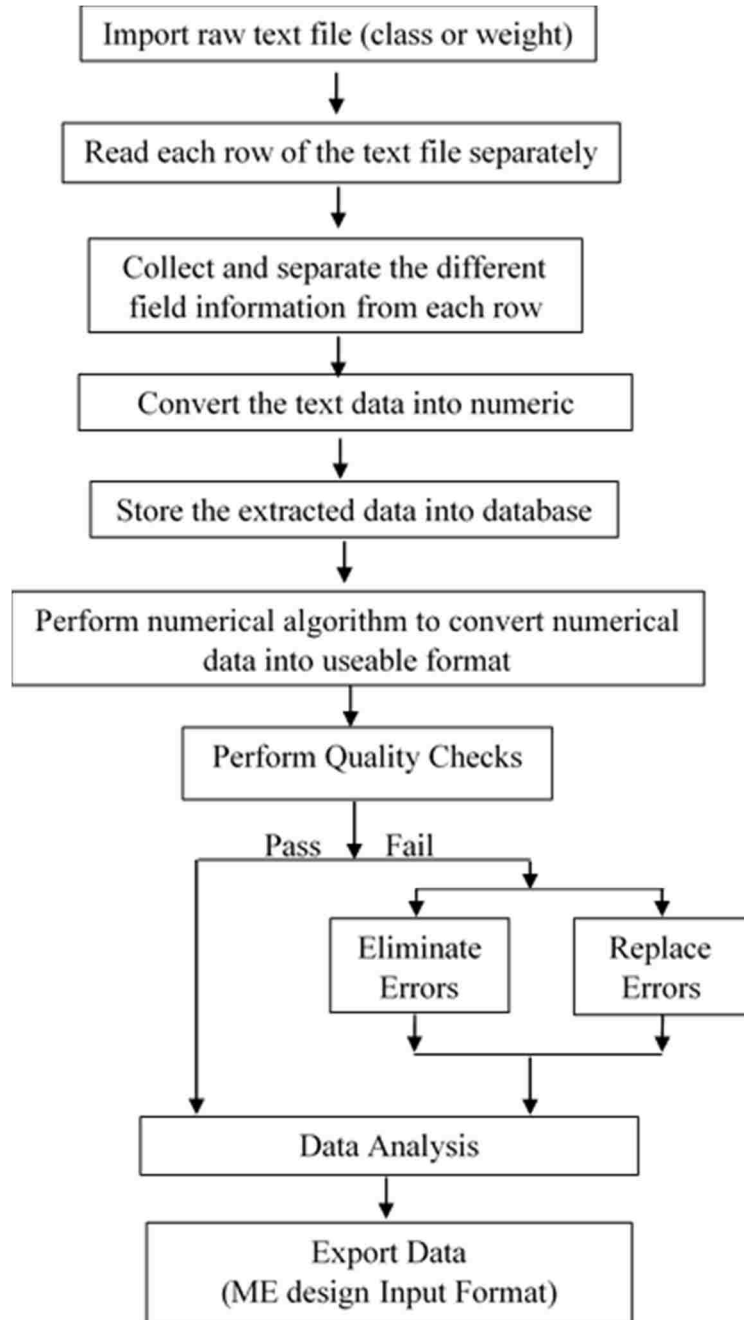 Import raw text file (class or weight)
Read each row of the text file separately
Collect and separate the different
field information from each row
Convert the text data into numeric
Store the extracted data into database
Perform numerical algorithm to convert numerical
data into useable format
Perform Quality Checks
Pass Fail
Eliminate
Errors
Replace
Errors
Data Analysis
Export Data
(ME design Input Format)